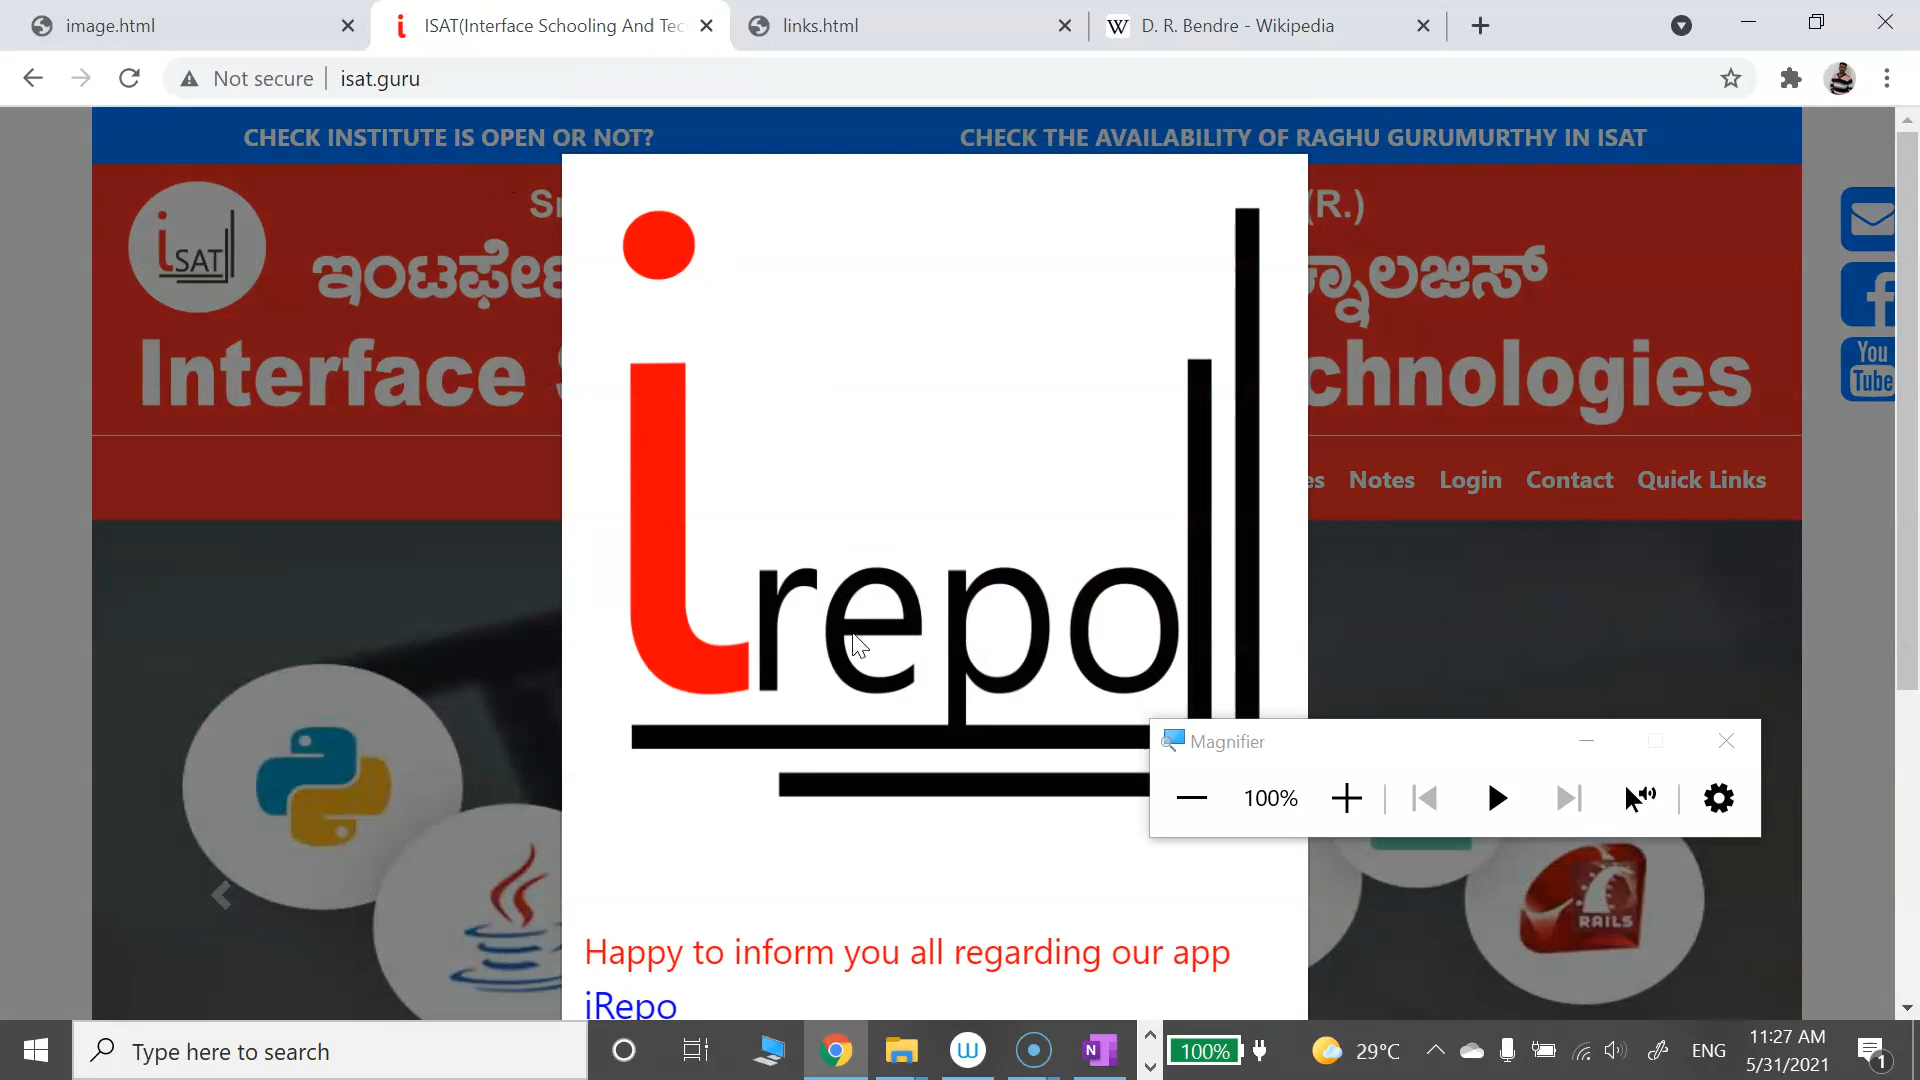 image.html
ISAT(Interface Schooling And Tec
links.html
W D. R. Bendre - Wikipedia
Not secure
isat.guru
CHECK INSTITUTE IS OPEN OR NOT?
CHECK THE AVAILABILITY OF RAGHU GURUMURTHY IN ISAT
(R.)
iSAT
Interface
chnologies
Notes Login Contact Quick Links
You
Tube
irepo
Magnifier
100%
RAILS
Happy to inform you all regarding our app
iRepo
Type here to search
N
100%
29°C
ENG
11:27 AM
5/31/2021
1